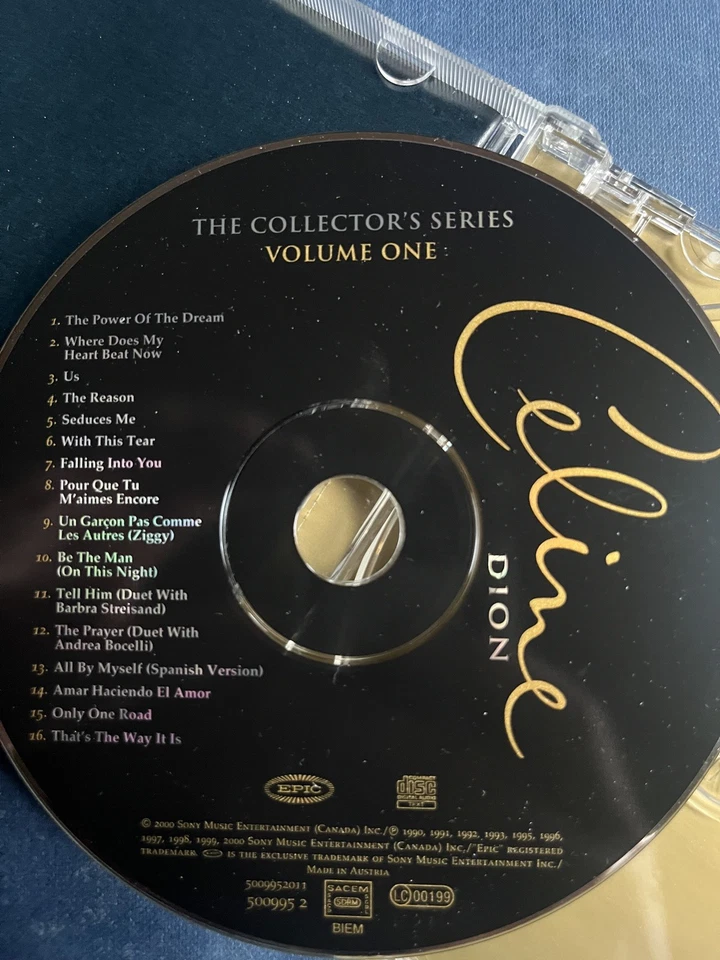 THE COLLECTOR'S SERIES
VOLUME ONE
1. The Power Of The Dream
2. Where Does My
Heart Beat Now
3. Us
4. The Reason
5. Seduces Me
6. With This Tear
7. Falling Into You
8. Pour Que Tu
M'aimes Encore
9. Un Garçon Pas Comme
Les Autres (Ziggy)
10. Be The Man
(On This Night)
11. Tell Him (Duet With
Barbra Streisand)
12. The Prayer (Duet With
Andrea Bocelli)
13. All By Myself (Spanish Version)
14. Amar Haciendo El Amor
15. Only One Road
16. That's The Way It Is
Celine
DION
EPIC
COMPACT
disc
DIGITAL AUDIO
TEXT
© 2000 Sony Music Entertainment (Canada) Inc./℗ 1990, 1991, 1992, 1993, 1995, 1996,
1997, 1998, 1999, 2000 Sony Music Entertainment (Canada) Inc./"Epic" registered
trademark is the exclusive trademark of Sony Music Entertainment Inc./
Made in Austria
5009952011
500995 2
SACEM
SDRM
LC 00199
BIEM